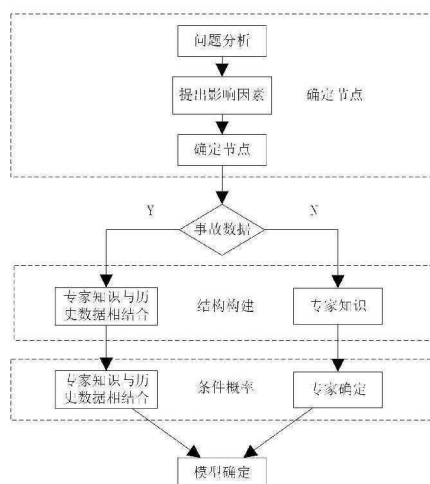 问题分析
提出影响因素
确定节点
确定节点
Y
N
事故数据
专家知识与历
史数据相结合
结构构建
专家知识
专家知识与历
史数据相结合
条件概率
专家确定
模型确定